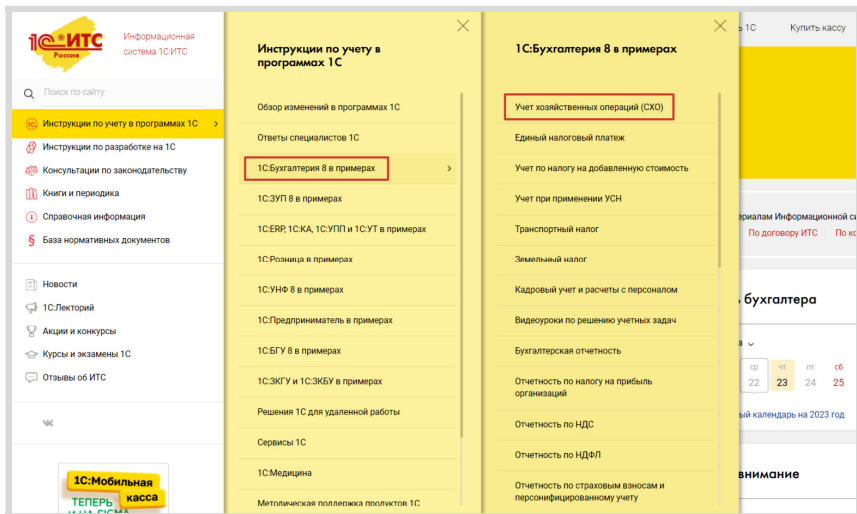 1С ИТС
Россия
Информационная
система 1С:ИТС
Поиск по сайту
Инструкции по учету в программах 1С
Инструкции по разработке на 1С
Консультации по законодательству
Книги и периодика
Справочная информация
База нормативных документов
Новости
1С:Лекторий
Акции и конкурсы
Курсы и экзамены 1С
Отзывы об ИТС
1С:Мобильная
касса
ТЕПЕРЬ
Инструкции по учету в
программах 1С
Обзор изменений в программах 1С
Ответы специалистов 1С
1С:Бухгалтерия 8 в примерах
1С:ЗУП 8 в примерах
1С:ERP, 1С:КА, 1С:УПП и 1С:УТ в примерах
1С:Розница в примерах
1С:УНФ 8 в примерах
1С:Предприниматель в примерах
1С:БГУ 8 в примерах
1С:ЗКГУ и 1С:ЗКБУ в примерах
Решения 1С для удаленной работы
Сервисы 1С
1С:Медицина
Методическая поддержка продуктов 1С
1С:Бухгалтерия 8 в примерах
Учет хозяйственных операций (СХО)
Единый налоговый платеж
Учет по налогу на добавленную стоимость
Учет при применении УСН
Транспортный налог
Земельный налог
Кадровый учет и расчеты с персоналом
Видеоуроки по решению учетных задач
Бухгалтерская отчетность
Отчетность по налогу на прибыль
организаций
Отчетность по НДС
Отчетность по НДФЛ
Отчетность по страховым взносам и
персонифицированному учету
1С Купить кассу
По договору ИТС
бухгалтера
ср чт пт сб
22 23 24 25
календарь на 2023 год